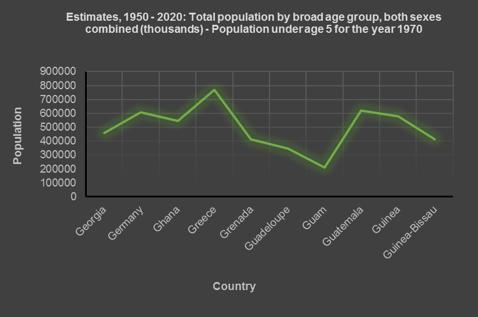 Estimates, 1950 - 2020: Total population by broad age group, both sexes
combined (thousands) - Population under age 5 for the year 1970
900000
800000
700000
600000
500000
400000
300000
200000
100000
0
Population
Georgia
Germany
Ghana
Greece
Grenada
Guadeloupe
Guam
Guatemala
Guinea
Guinea-Bissau
Country